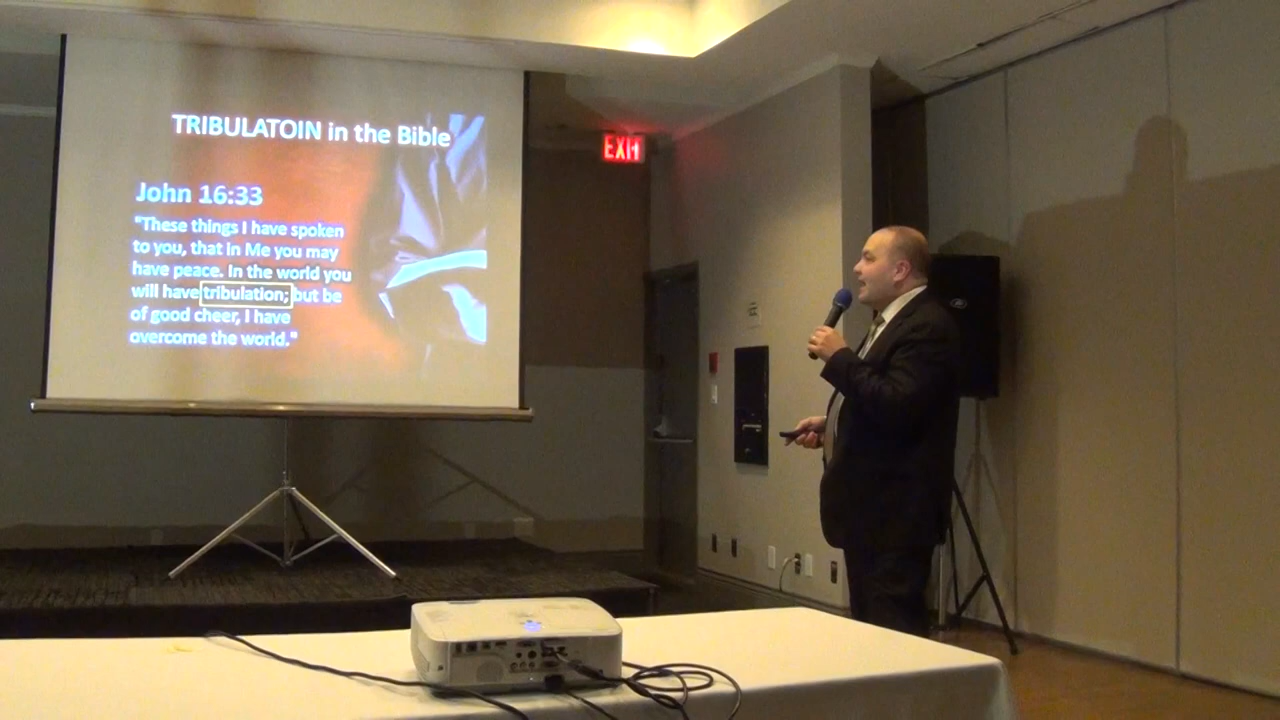 TRIBULATOIN in the Bible
John 16:33
"These things I have spoken
to you, that in Me you may
have peace. In the world you
will have tribulation; but be
of good cheer, I have
overcome the world."
EXIT